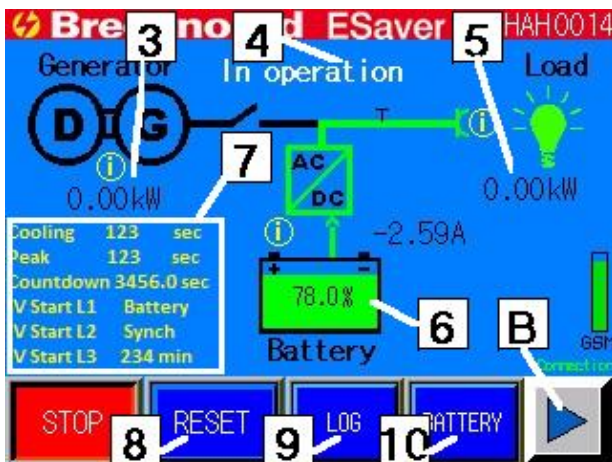 Bre no d ESaver HAH0014
3 4 5
Generator In operation Load
D G
i i
AC
DC
7
0.00kW 0.00kW
i -2.59A
Cooling 123 sec
Peak 123 sec
Countdown 3456.0 sec
V Start L1 Battery
V Start L2 Synch
V Start L3 234 min
+ -
78.0%
6
B
Battery
GSM
Connection
STOP RESET LOG BATTERY
8 9 10